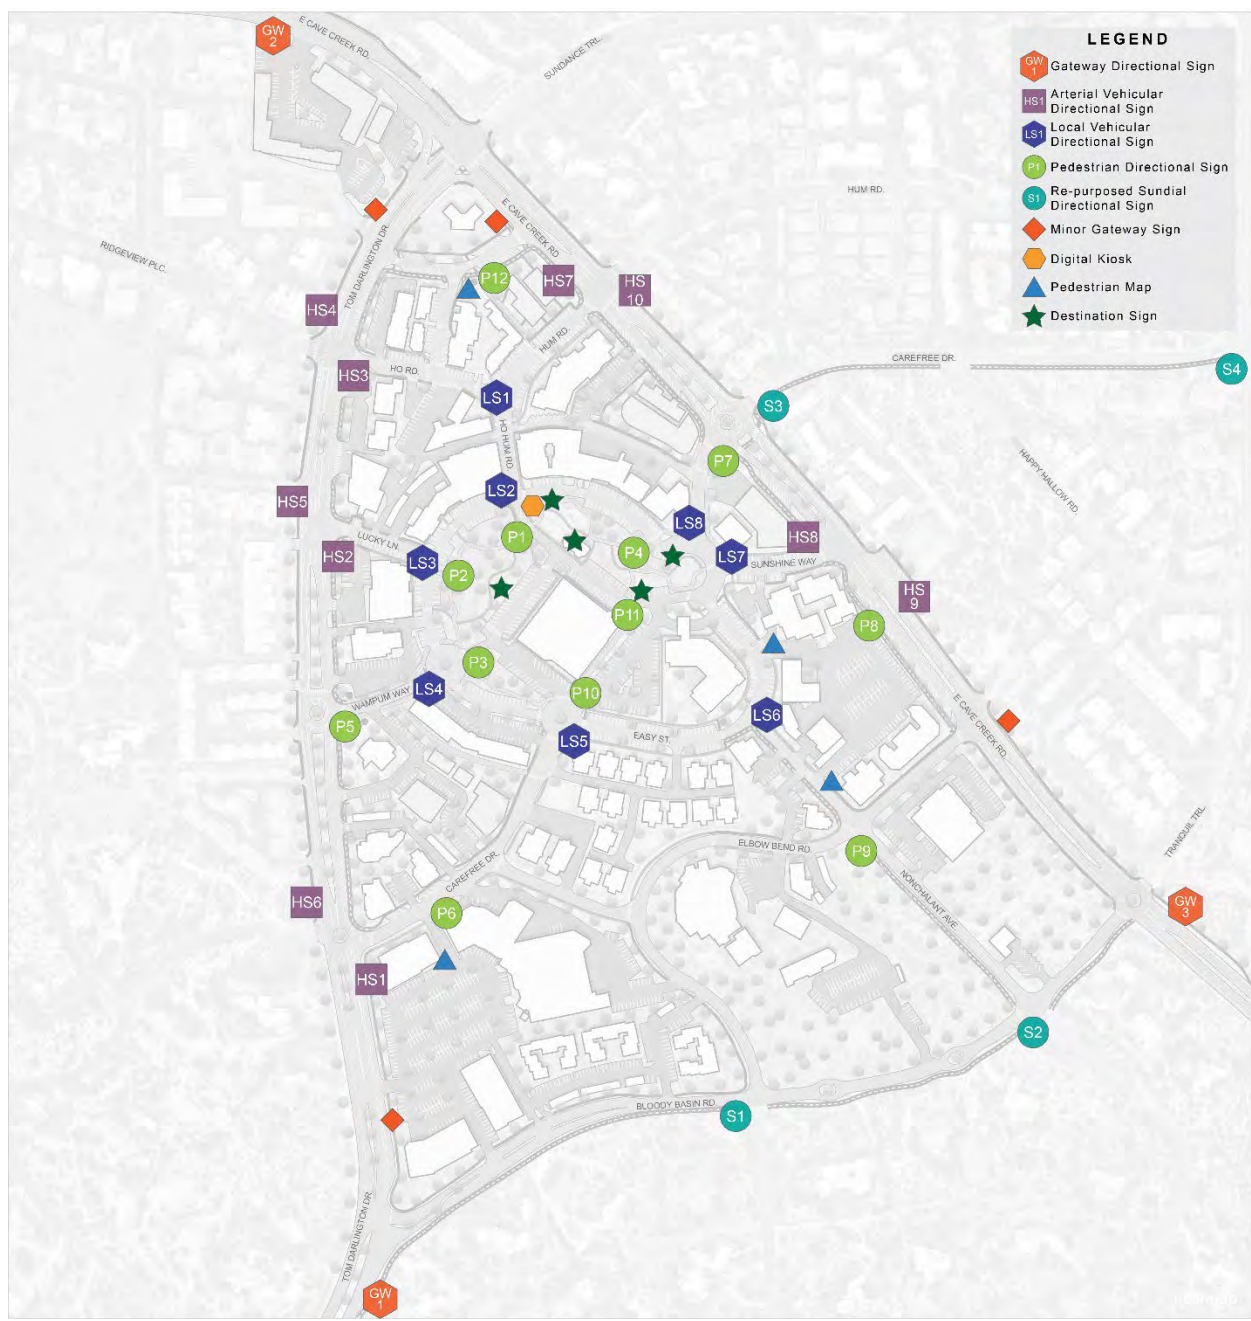 GW
2
E CAVE CREEK RD.
SUNDANCE TRL.
LEGEND
GW
1
Gateway Directional Sign
HS1
Arterial Vehicular
Directional Sign
LS1
Local Vehicular
Directional Sign
P1
Pedestrian Directional Sign
S1
Re-purposed Sundial
Directional Sign
Minor Gateway Sign
Digital Kiosk
Pedestrian Map
Destination Sign
HUM RD.
RIDGEVIEW PLC.
TOM DARLINGTON DR.
E CAVE CREEK RD.
P12
HS7
HS
10
HS4
HUM RD.
HS3
HO RD.
CAREFREE DR.
S4
LS1
S3
HO HUM RD.
P7
HAPPY HALLOW RD.
LS2
HS5
LS8
P1
HS8
LUCKY LN.
HS2
LS3
P4
LS7
SUNSHINE WAY
P2
HS
9
P11
P8
P3
LS4
WAMPUM WAY
P10
LS6
P5
E CAVE CREEK RD.
LS5
EASY ST.
TRANQUIL TRL.
ELBOW BEND RD.
P9
CAREFREE DR.
NONCHALANT AVE
HS6
P6
GW
3
HS1
S2
BLOODY BASIN RD.
S1
TOM DARLINGTON DR.
GW
1